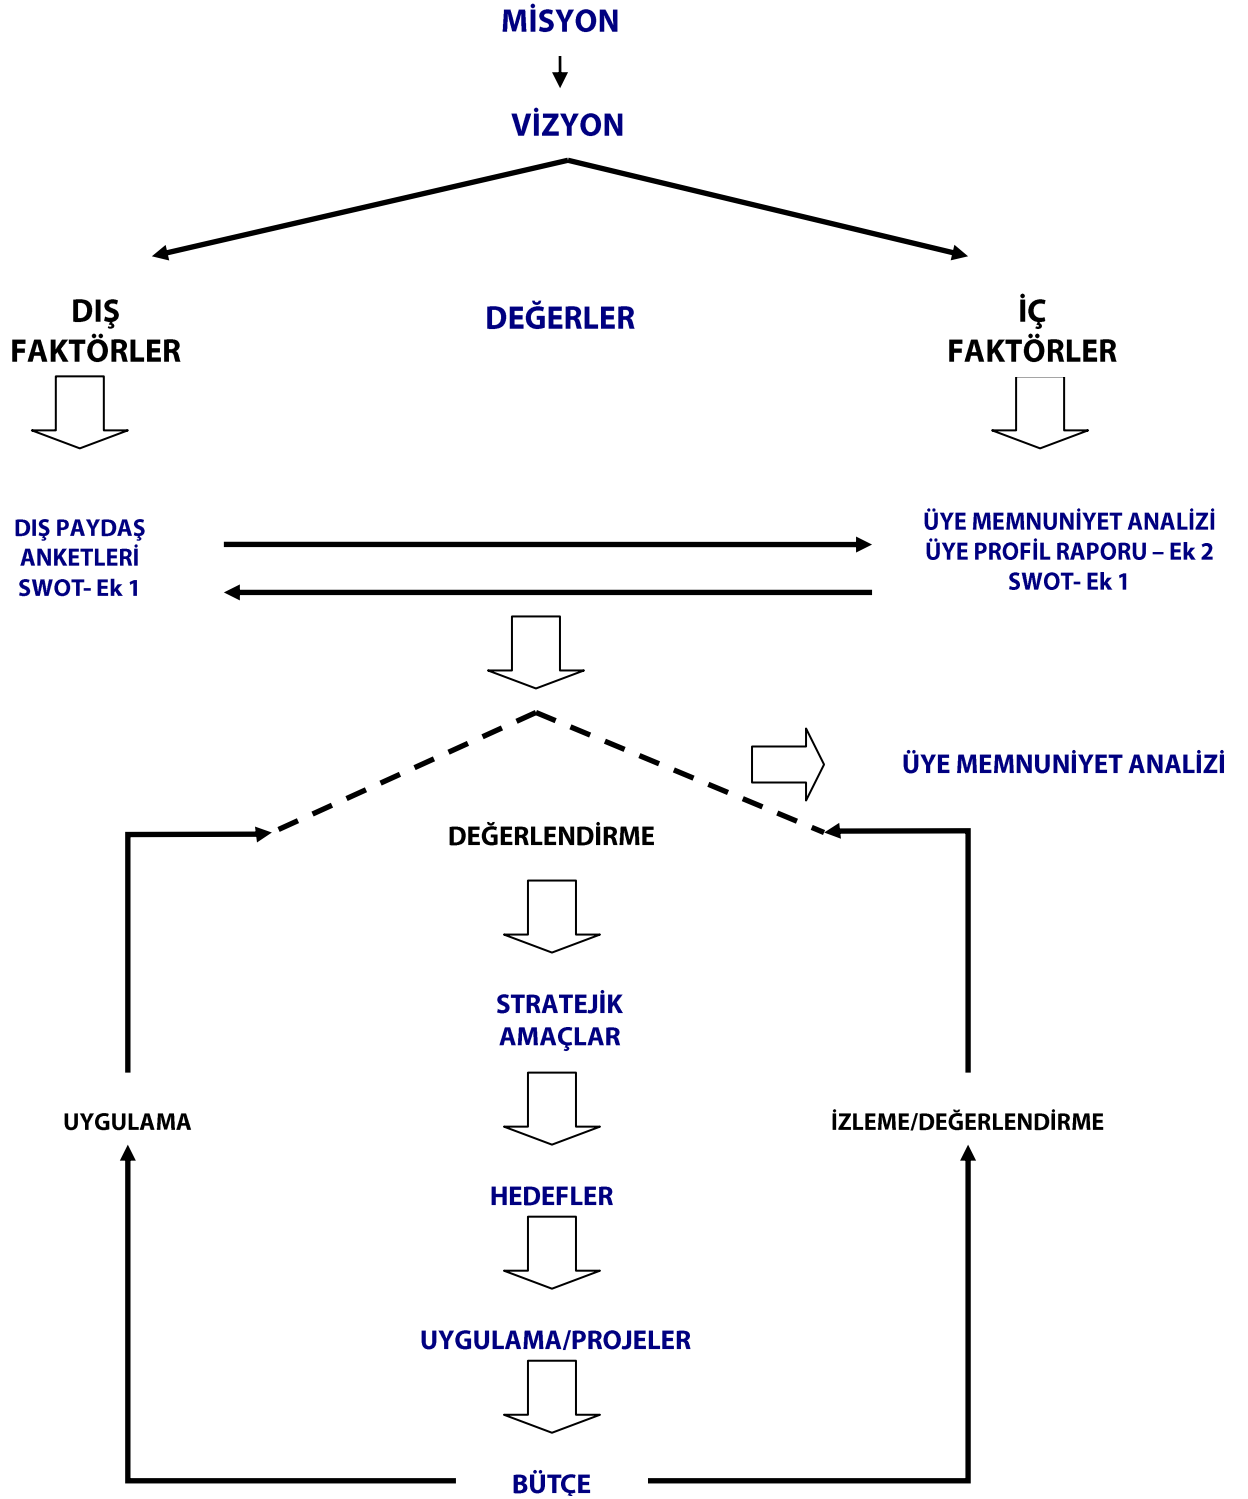 MİSYON
VİZYON
DIŞ
FAKTÖRLER
DEĞERLER
İÇ
FAKTÖRLER
DIŞ PAYDAŞ
ANKETLERİ
SWOT- Ek 1
ÜYE MEMNUNİYET ANALİZİ
ÜYE PROFİL RAPORU – Ek 2
SWOT- Ek 1
ÜYE MEMNUNİYET ANALİZİ
DEĞERLENDİRME
STRATEJİK
AMAÇLAR
UYGULAMA
İZLEME/DEĞERLENDİRME
HEDEFLER
UYGULAMA/PROJELER
BÜTÇE